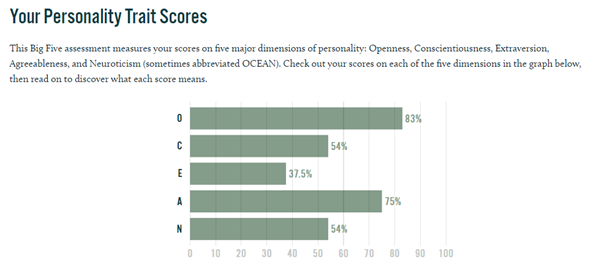 Your Personality Trait Scores
This Big Five assessment measures your scores on five major dimensions of personality: Openness, Conscientiousness, Extraversion,
Agreeableness, and Neuroticism (sometimes abbreviated OCEAN). Check out your scores on each of the five dimensions in the graph below,
then read on to discover what each score means.
O 83%
C 54%
E 37.5%
A 75%
N 54%
0 10 20 30 40 50 60 70 80 90 100